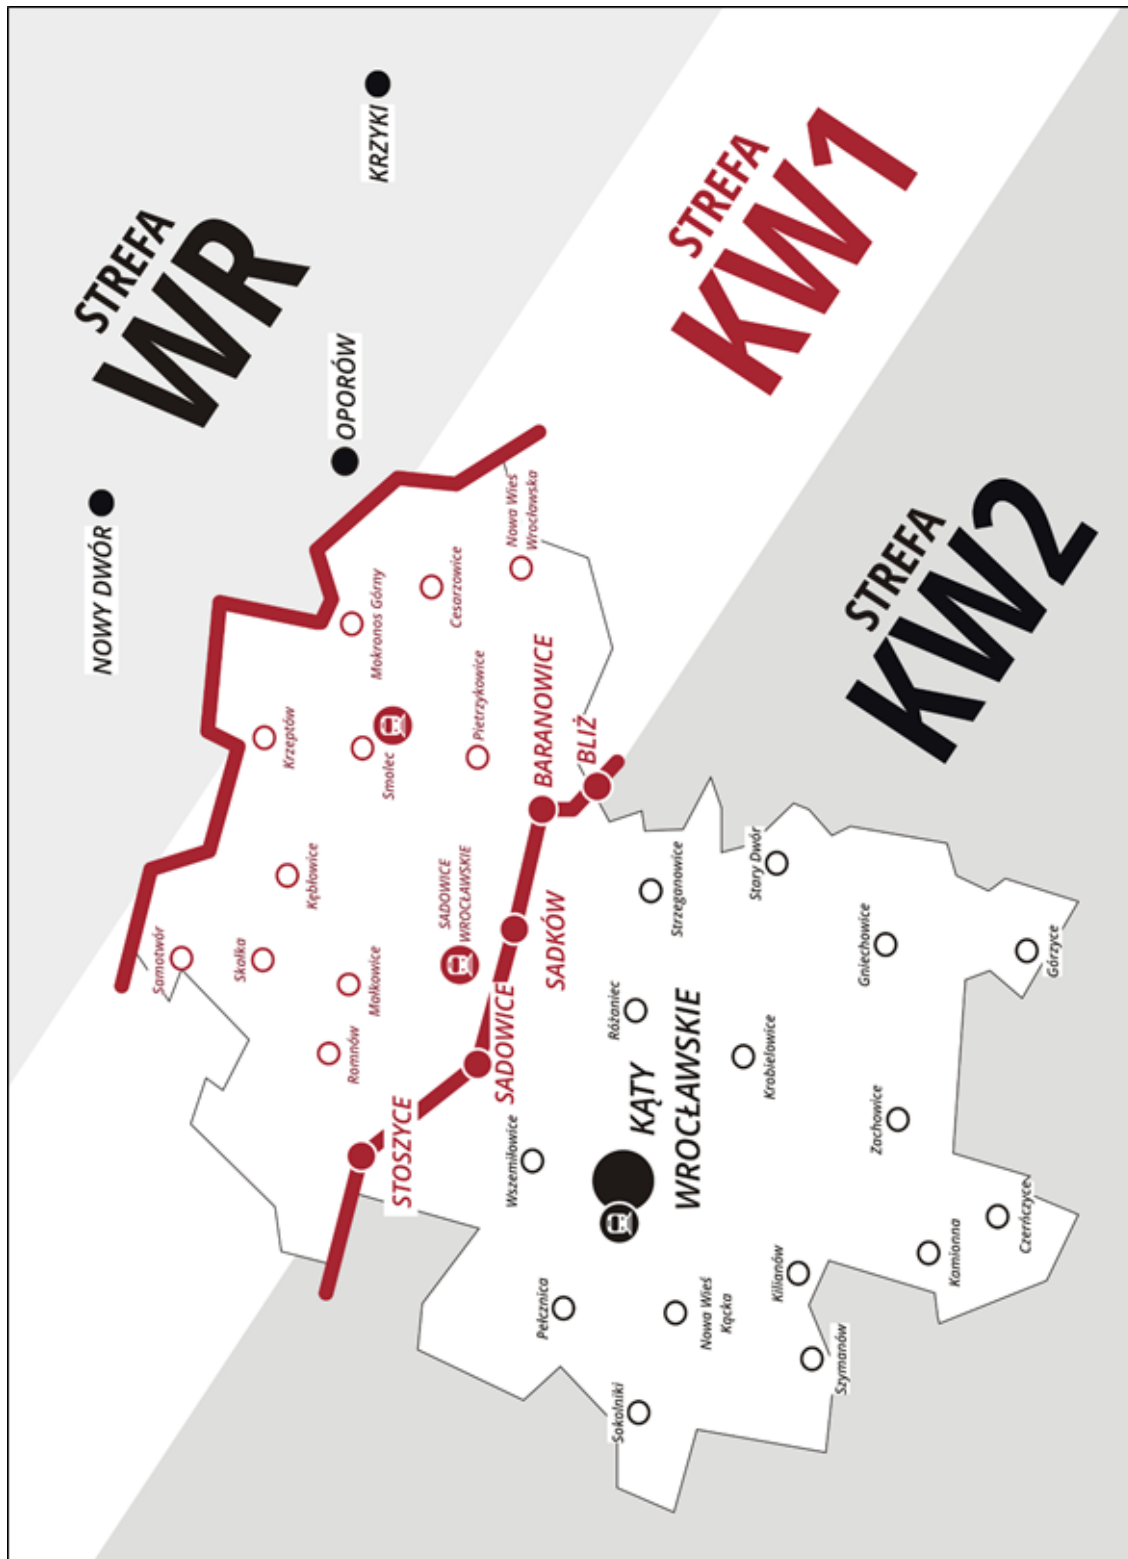 STREFA
WR
STREFA
KW1
STREFA
KW2
NOWY DWÓR
OPORÓW
KRZYKI
Samotwór
Skałka
Kębłowice
Krzeptów
Mokronos Górny
Smolec
Cesarzowice
Nowa Wieś
Wrocławska
Pietrzykowice
Małkowice
Romnów
SADOWICE
WROCŁAWSKIE
STOSZYCE
SADOWICE
SADKÓW
BARANOWICE
BLIŻ
Wszemiłowice
Różaniec
Strzeganowice
Stary Dwór
KĄTY
WROCŁAWSKIE
Krobielowice
Gniechowice
Górzyce
Zachowice
Pełcznica
Nowa Wieś
Kącka
Kilianów
Kamionna
Czerńczyce
Sokolniki
Szymanów